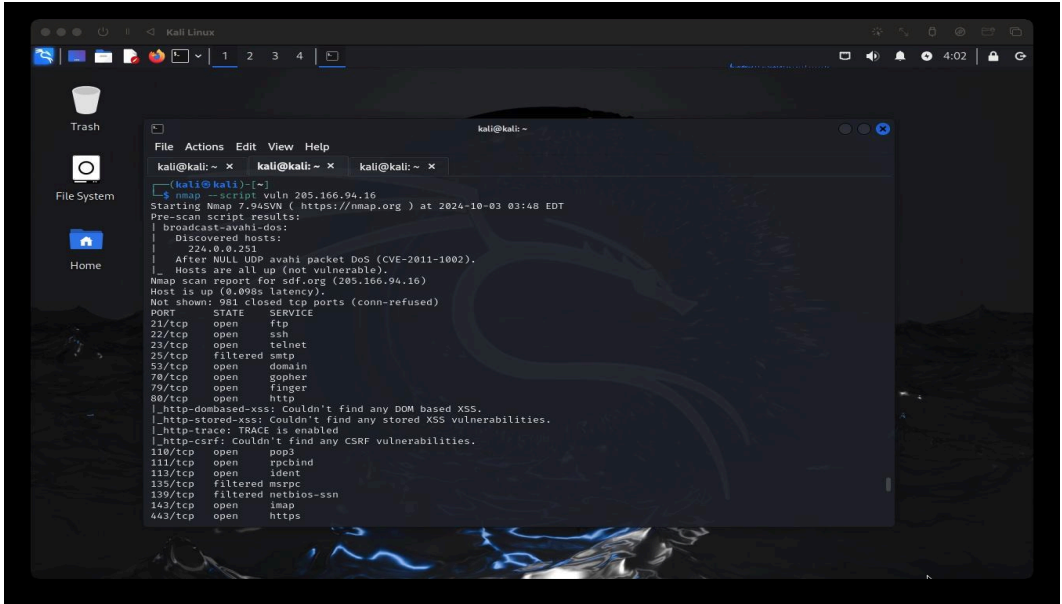 Kali Linux
1 2 3 4
4:02
Trash
File System
Home
kali@kali: ~
File Actions Edit View Help
kali@kali: ~ × kali@kali: ~ × kali@kali: ~ ×
┌──(kali㉿kali)-[~]
└─$ nmap --script vuln 205.166.94.16
Starting Nmap 7.94SVN ( https://nmap.org ) at 2024-10-03 03:48 EDT
Pre-scan script results:
| broadcast-avahi-dos:
|   Discovered hosts:
|     224.0.0.251
|   After NULL UDP avahi packet DoS (CVE-2011-1002).
|_  Hosts are all up (not vulnerable).
Nmap scan report for sdf.org (205.166.94.16)
Host is up (0.098s latency).
Not shown: 981 closed tcp ports (conn-refused)
PORT     STATE    SERVICE
21/tcp   open     ftp
22/tcp   open     ssh
23/tcp   open     telnet
25/tcp   filtered smtp
53/tcp   open     domain
70/tcp   open     gopher
79/tcp   open     finger
80/tcp   open     http
|_http-dombased-xss: Couldn't find any DOM based XSS.
|_http-stored-xss: Couldn't find any stored XSS vulnerabilities.
|_http-trace: TRACE is enabled
|_http-csrf: Couldn't find any CSRF vulnerabilities.
110/tcp  open     pop3
111/tcp  open     rpcbind
113/tcp  open     ident
135/tcp  filtered msrpc
139/tcp  filtered netbios-ssn
143/tcp  open     imap
443/tcp  open     https